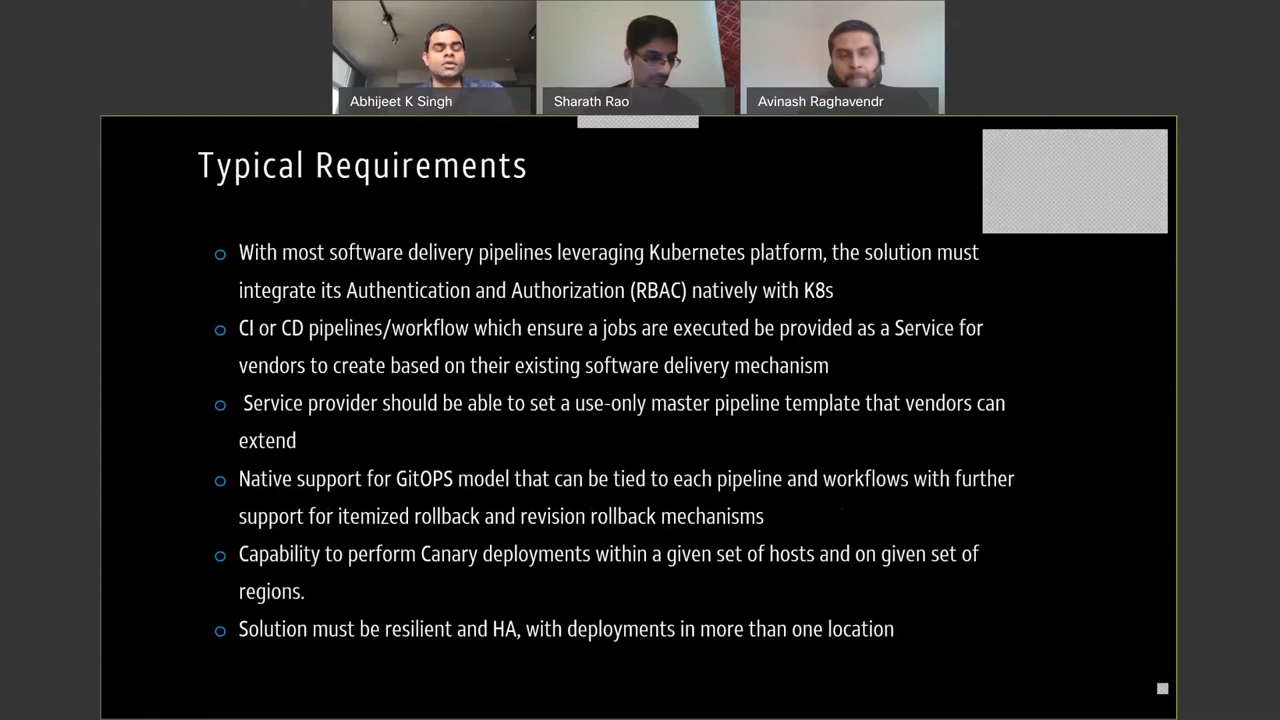 Abhijeet K Singh
Sharath Rao
Avinash Raghavendr
Typical Requirements
With most software delivery pipelines leveraging Kubernetes platform, the solution must
integrate its Authentication and Authorization (RBAC) natively with K8s
CI or CD pipelines/workflow which ensure a jobs are executed be provided as a Service for
vendors to create based on their existing software delivery mechanism
Service provider should be able to set a use-only master pipeline template that vendors can
extend
Native support for GitOPS model that can be tied to each pipeline and workflows with further
support for itemized rollback and revision rollback mechanisms
Capability to perform Canary deployments within a given set of hosts and on given set of
regions.
Solution must be resilient and HA, with deployments in more than one location